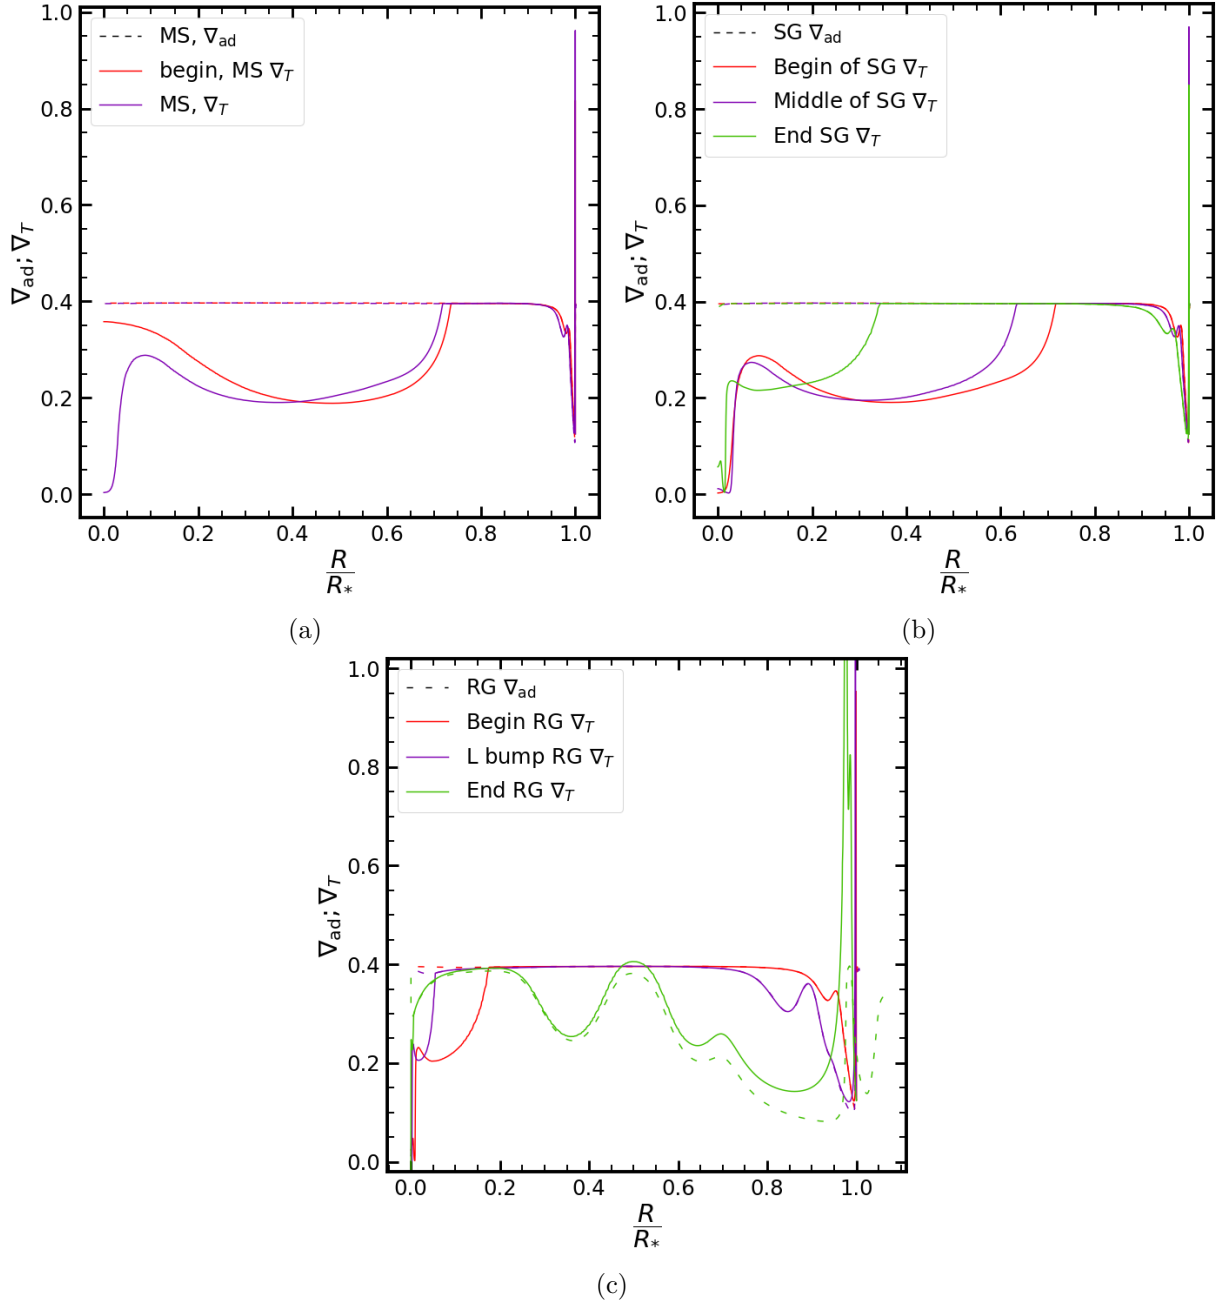 MS, ∇ad
begin, MS ∇T
MS, ∇T
1.0
0.8
0.6
0.4
0.2
0.0
∇ad; ∇T
0.0 0.2 0.4 0.6 0.8 1.0
R
R*
(a)
SG ∇ad
Begin of SG ∇T
Middle of SG ∇T
End SG ∇T
1.0
0.8
0.6
0.4
0.2
0.0
∇ad; ∇T
0.0 0.2 0.4 0.6 0.8 1.0
R
R*
(b)
RG ∇ad
Begin RG ∇T
L bump RG ∇T
End RG ∇T
1.0
0.8
0.6
0.4
0.2
0.0
∇ad; ∇T
0.0 0.2 0.4 0.6 0.8 1.0
R
R*
(c)